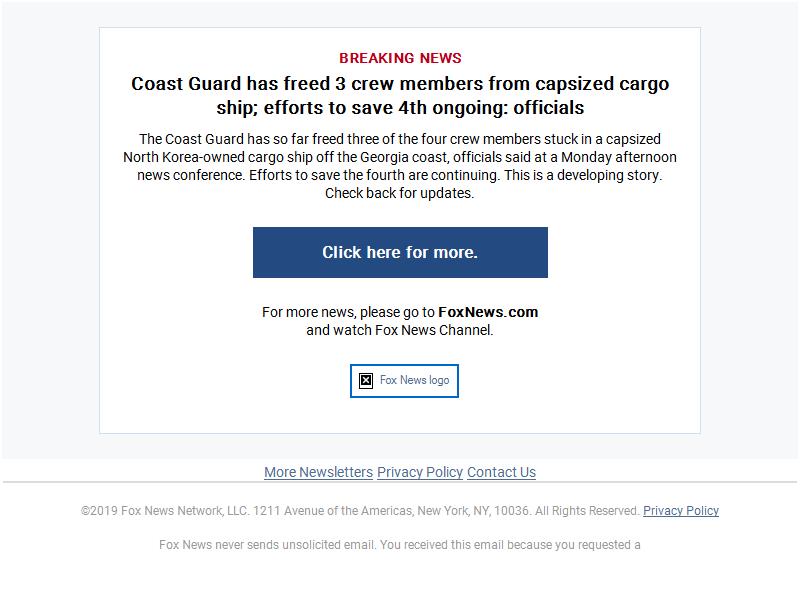 BREAKING NEWS
Coast Guard has freed 3 crew members from capsized cargo
ship; efforts to save 4th ongoing: officials
The Coast Guard has so far freed three of the four crew members stuck in a capsized
North Korea-owned cargo ship off the Georgia coast, officials said at a Monday afternoon
news conference. Efforts to save the fourth are continuing. This is a developing story.
Check back for updates.
Click here for more.
For more news, please go to FoxNews.com
and watch Fox News Channel.
Fox News logo
More Newsletters Privacy Policy Contact Us
©2019 Fox News Network, LLC. 1211 Avenue of the Americas, New York, NY, 10036. All Rights Reserved. Privacy Policy
Fox News never sends unsolicited email. You received this email because you requested a